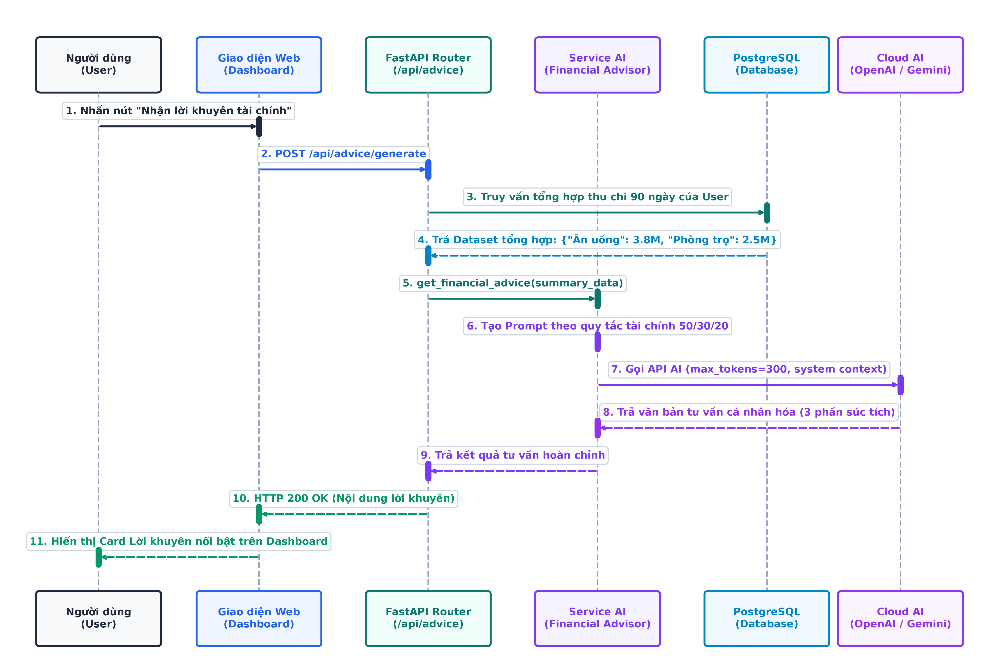 Người dùng
(User)
Giao diện Web
(Dashboard)
FastAPI Router
(/api/advice)
Service AI
(Financial Advisor)
PostgreSQL
(Database)
Cloud AI
(OpenAI / Gemini)
1. Nhấn nút "Nhận lời khuyên tài chính"
2. POST /api/advice/generate
3. Truy vấn tổng hợp thu chi 90 ngày của User
4. Trả Dataset tổng hợp: {"Ăn uống": 3.8M, "Phòng trọ": 2.5M}
5. get_financial_advice(summary_data)
6. Tạo Prompt theo quy tắc tài chính 50/30/20
7. Gọi API AI (max_tokens=300, system context)
8. Trả văn bản tư vấn cá nhân hóa (3 phần súc tích)
9. Trả kết quả tư vấn hoàn chỉnh
10. HTTP 200 OK (Nội dung lời khuyên)
11. Hiển thị Card Lời khuyên nổi bật trên Dashboard
Người dùng
(User)
Giao diện Web
(Dashboard)
FastAPI Router
(/api/advice)
Service AI
(Financial Advisor)
PostgreSQL
(Database)
Cloud AI
(OpenAI / Gemini)